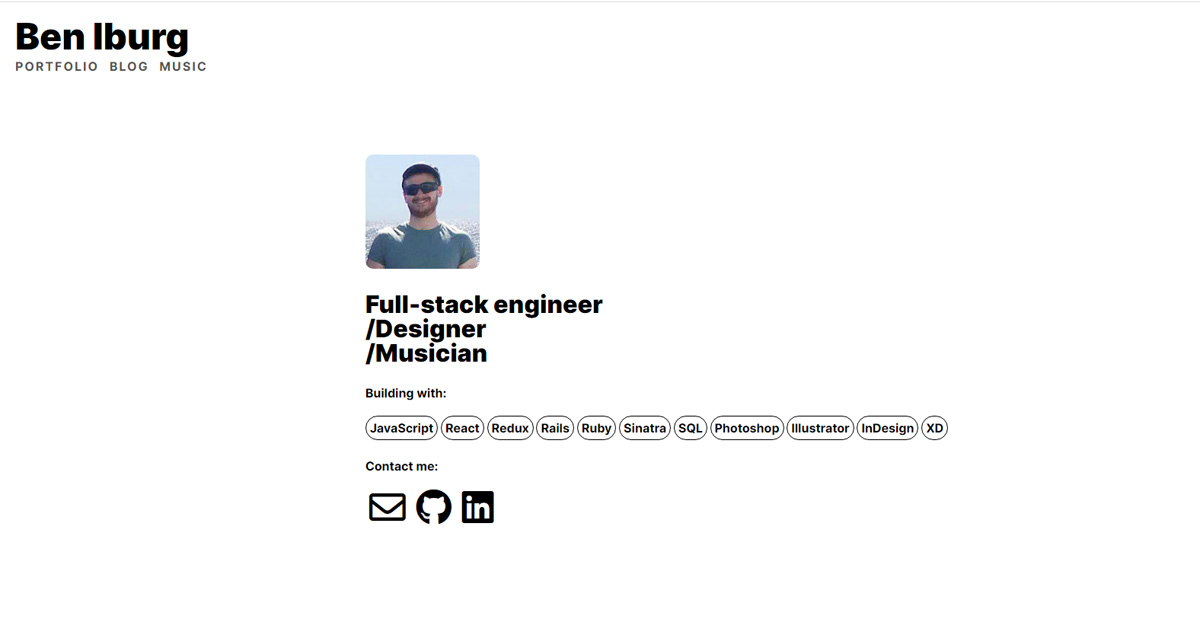 Ben Iburg
PORTFOLIO BLOG MUSIC
Full-stack engineer
/Designer
/Musician
Building with:
JavaScript React Redux Rails Ruby Sinatra SQL Photoshop Illustrator InDesign XD
Contact me:
in